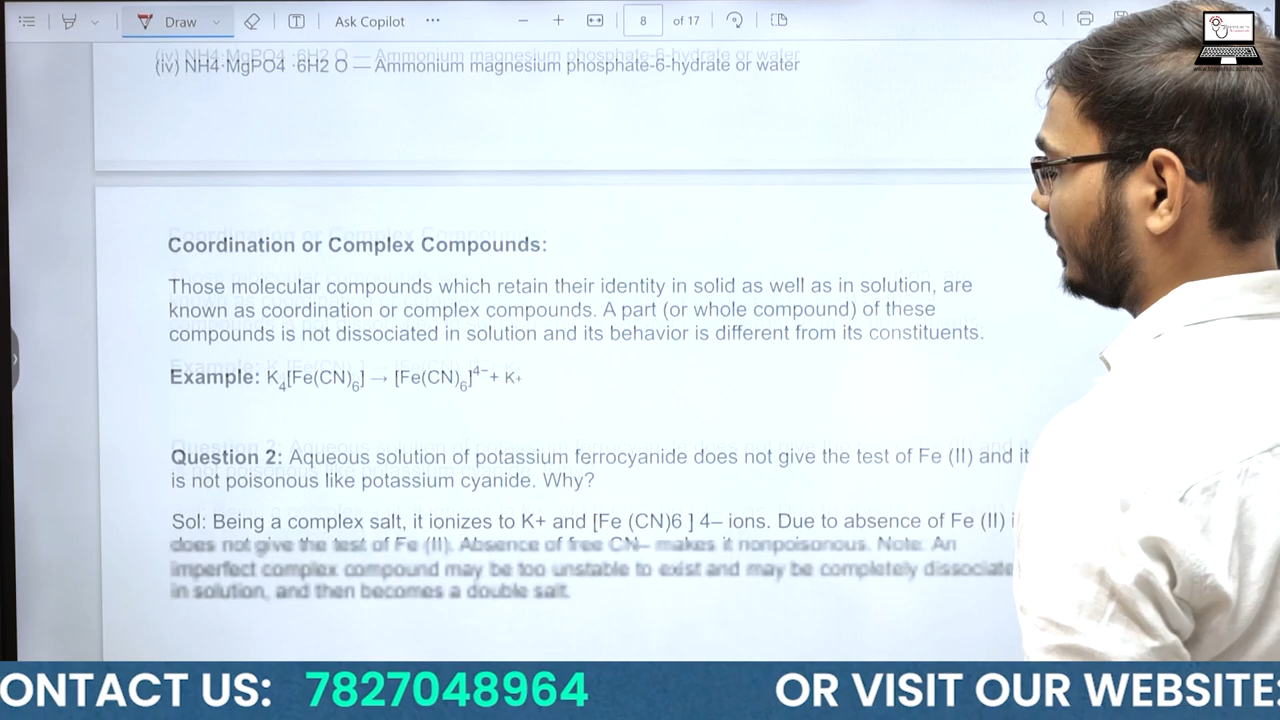 Draw
Ask Copilot
8 of 17
(iv) NH4·MgPO4 ·6H2 O — Ammonium magnesium phosphate-6-hydrate or water
Coordination or Complex Compounds:
Those molecular compounds which retain their identity in solid as well as in solution, are
known as coordination or complex compounds. A part (or whole compound) of these
compounds is not dissociated in solution and its behavior is different from its constituents.
Example: K₄[Fe(CN)₆] → [Fe(CN)₆]⁴⁻+ K+
Question 2: Aqueous solution of potassium ferrocyanide does not give the test of Fe (II) and it
is not poisonous like potassium cyanide. Why?
Sol: Being a complex salt, it ionizes to K+ and [Fe (CN)6 ] 4– ions. Due to absence of Fe (II) i
does not give the test of Fe (II). Absence of free CN– makes it nonpoisonous. Note: An
imperfect complex compound may be too unstable to exist and may be completely dissociate
in solution, and then becomes a double salt.
ONTACT US: 7827048964 OR VISIT OUR WEBSITE: